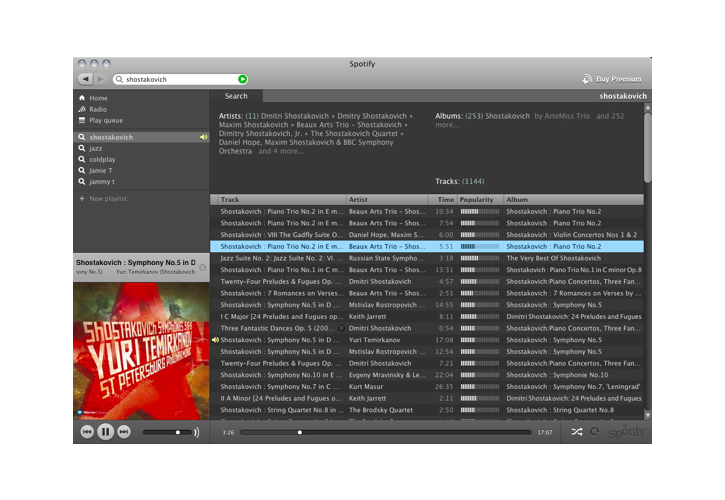 Spotify
shostakovich
Buy Premium
Home
Radio
Play queue
shostakovich
jazz
coldplay
Jamie T
jammy t
+ New playlist
Search
shostakovich
Artists: (11) Dmitri Shostakovich • Dmitry Shostakovich •
Maxim Shostakovich • Beaux Arts Trio – Shostakovich •
Dimitry Shostakovich, Jr. • The Shostakovich Quartet •
Daniel Hope, Maxim Shostakovich & BBC Symphony
Orchestra and 4 more...
Albums: (253) Shostakovich by ArteMiss Trio and 252
more...
Tracks: (3144)
Track Artist Time Popularity Album
Shostakovich : Piano Trio No.2 in E m... Beaux Arts Trio – Shos... 10:34 Shostakovich : Piano Trio No.2
Shostakovich : Piano Trio No.2 in E m... Beaux Arts Trio – Shos... 7:54 Shostakovich : Piano Trio No.2
Shostakovich : VIII The Gadfly Suite O... Daniel Hope, Maxim S... 6:00 Shostakovich : Violin Concertos Nos 1 & 2
Shostakovich : Piano Trio No.2 in E m... Beaux Arts Trio – Shos... 5:51 Shostakovich : Piano Trio No.2
Jazz Suite No. 2: Jazz Suite No. 2: VI. ... Russian State Sympho... 3:18 The Very Best Of Shostakovich
Shostakovich : Piano Trio No.1 in C m... Beaux Arts Trio – Shos... 13:31 Shostakovich : Piano Trio No.1 in C minor Op.8
Twenty-Four Preludes & Fugues Op. ... Dmitri Shostakovich 4:57 Shostakovich:Piano Concertos, Three Fan...
Shostakovich : 7 Romances on Verses... Beaux Arts Trio – Shos... 2:51 Shostakovich : 7 Romances on Verses by ...
Shostakovich : Symphony No.5 in D ... Mstislav Rostropovich ... 14:55 Shostakovich : Symphony No.5
I C Major [24 Preludes and Fugues o... Keith Jarrett 8:11 Dimitri Shostakovich: 24 Preludes and Fugues
Three Fantastic Dances Op. 5 (200... Dmitri Shostakovich 0:54 Shostakovich:Piano Concertos, Three Fan...
Shostakovich : Symphony No.5 in D ... Yuri Temirkanov 17:08 Shostakovich : Symphony No.5
Shostakovich : Symphony No.5 in D ... Mstislav Rostropovich ... 12:54 Shostakovich : Symphony No.5
Twenty-Four Preludes & Fugues Op. ... Dmitri Shostakovich 7:21 Shostakovich:Piano Concertos, Three Fan...
Shostakovich : Symphony No.10 in E ... Evgeny Mravinsky & Le... 22:04 Shostakovich : Symphonie No.10
Shostakovich : Symphony No.7 in C ... Kurt Masur 26:35 Shostakovich : Symphony No.7, 'Leningrad'
II A Minor [24 Preludes and Fugues o... Keith Jarrett 2:11 Dimitri Shostakovich: 24 Preludes and Fugues
Shostakovich : String Quartet No.8 in ... The Brodsky Quartet 2:50 Shostakovich : String Quartet No.8
Shostakovich : Symphony No.5 in D
ony No.5) Yuri Temirkanov (Shostakovich
SHOSTAKOVICH SYMPHONIES
YURI TEMIRKANOV
ST PETERSBURG PHILHARMONIC
3:26
17:07
Spotify